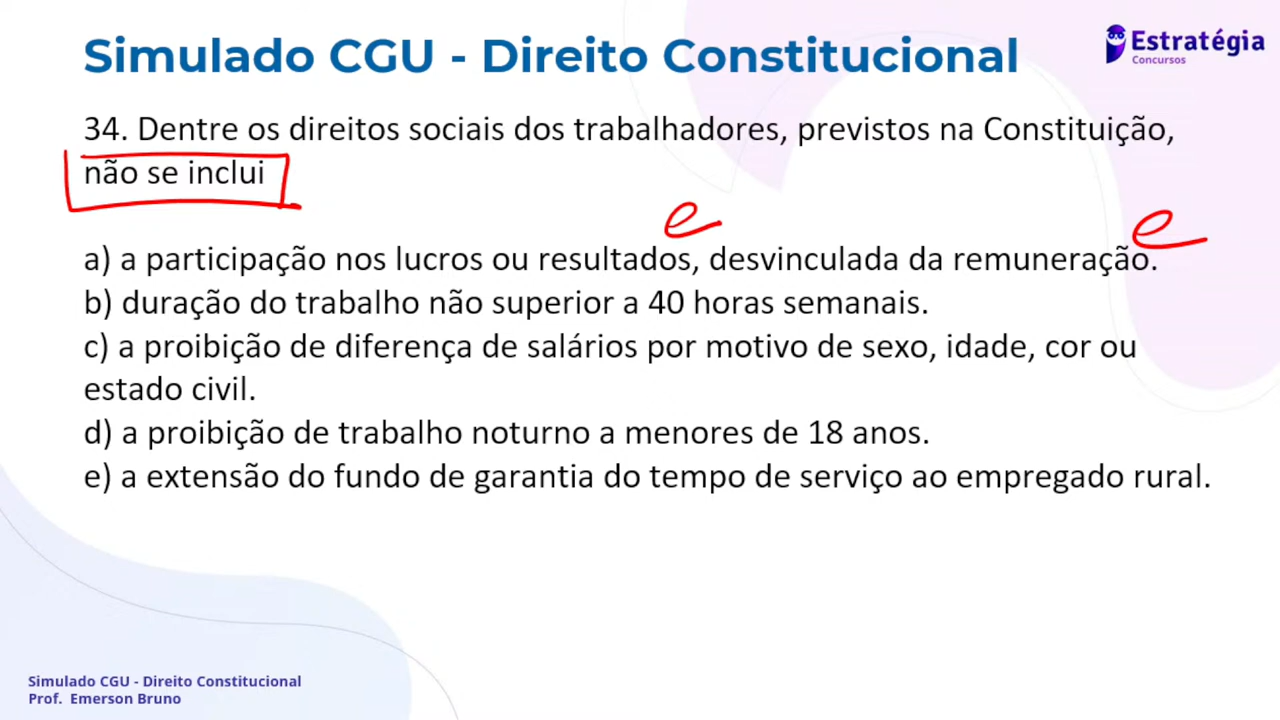 Simulado CGU - Direito Constitucional
Estratégia
Concursos
34. Dentre os direitos sociais dos trabalhadores, previstos na Constituição,
não se inclui
e e
a) a participação nos lucros ou resultados, desvinculada da remuneração.
b) duração do trabalho não superior a 40 horas semanais.
c) a proibição de diferença de salários por motivo de sexo, idade, cor ou
estado civil.
d) a proibição de trabalho noturno a menores de 18 anos.
e) a extensão do fundo de garantia do tempo de serviço ao empregado rural.
Simulado CGU - Direito Constitucional
Prof. Emerson Bruno